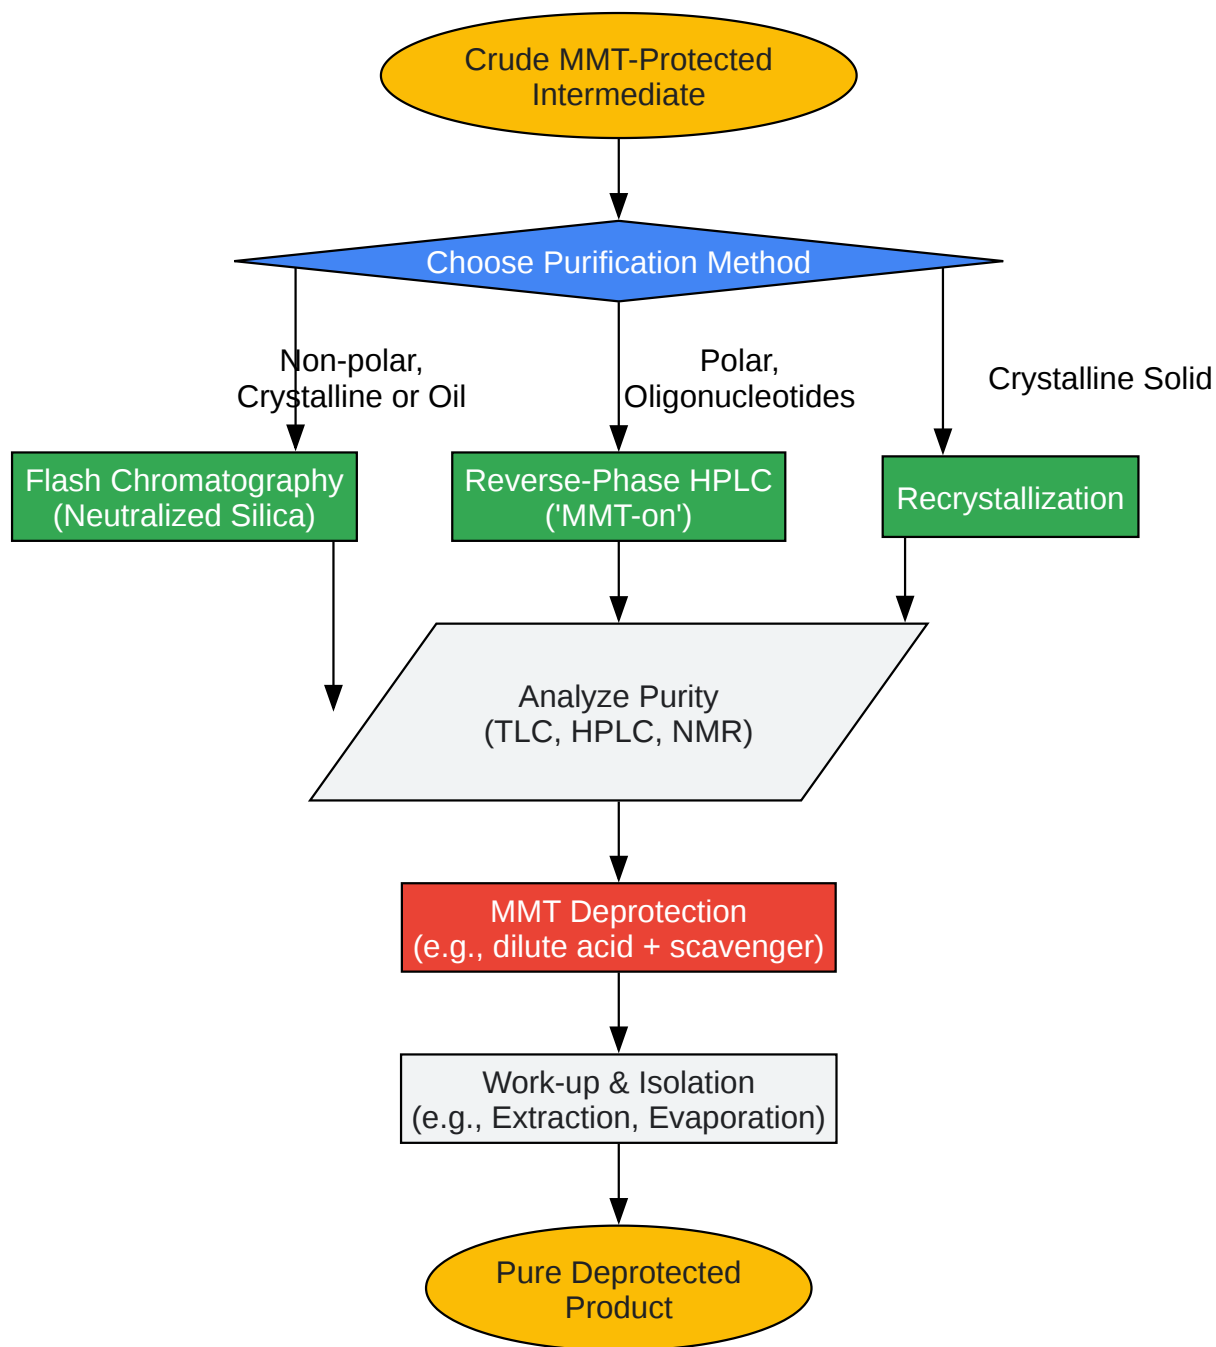 Crude MMT-Protected
Intermediate
Choose Purification Method
Non-polar,
Crystalline or Oil
Polar,
Oligonucleotides
Crystalline Solid
Flash Chromatography
(Neutralized Silica)
Reverse-Phase HPLC
('MMT-on')
Recrystallization
Analyze Purity
(TLC, HPLC, NMR)
MMT Deprotection
(e.g., dilute acid + scavenger)
Work-up & Isolation
(e.g., Extraction, Evaporation)
Pure Deprotected
Product